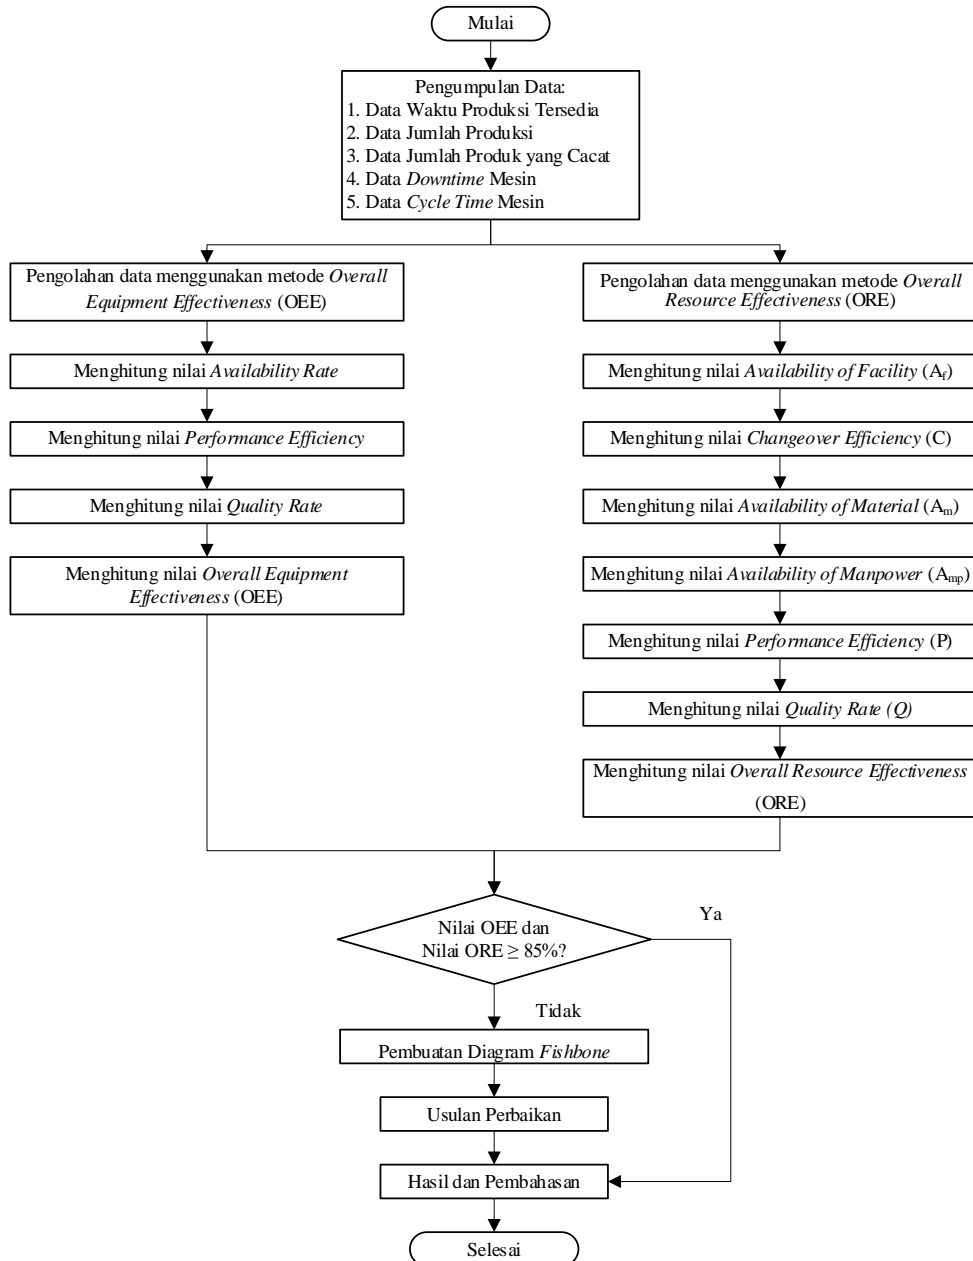 Mulai
Pengumpulan Data:
1. Data Waktu Produksi Tersedia
2. Data Jumlah Produksi
3. Data Jumlah Produk yang Cacat
4. Data Downtime Mesin
5. Data Cycle Time Mesin
Pengolahan data menggunakan metode Overall
Equipment Effectiveness (OEE)
Menghitung nilai Availability Rate
Menghitung nilai Performance Efficiency
Menghitung nilai Quality Rate
Menghitung nilai Overall Equipment
Effectiveness (OEE)
Pengolahan data menggunakan metode Overall
Resource Effectiveness (ORE)
Menghitung nilai Availability of Facility (Af)
Menghitung nilai Changeover Efficiency (C)
Menghitung nilai Availability of Material (Am)
Menghitung nilai Availability of Manpower (Amp)
Menghitung nilai Performance Efficiency (P)
Menghitung nilai Quality Rate (Q)
Menghitung nilai Overall Resource Effectiveness
(ORE)
Nilai OEE dan
Nilai ORE ≥ 85%?
Ya
Tidak
Pembuatan Diagram Fishbone
Usulan Perbaikan
Hasil dan Pembahasan
Selesai